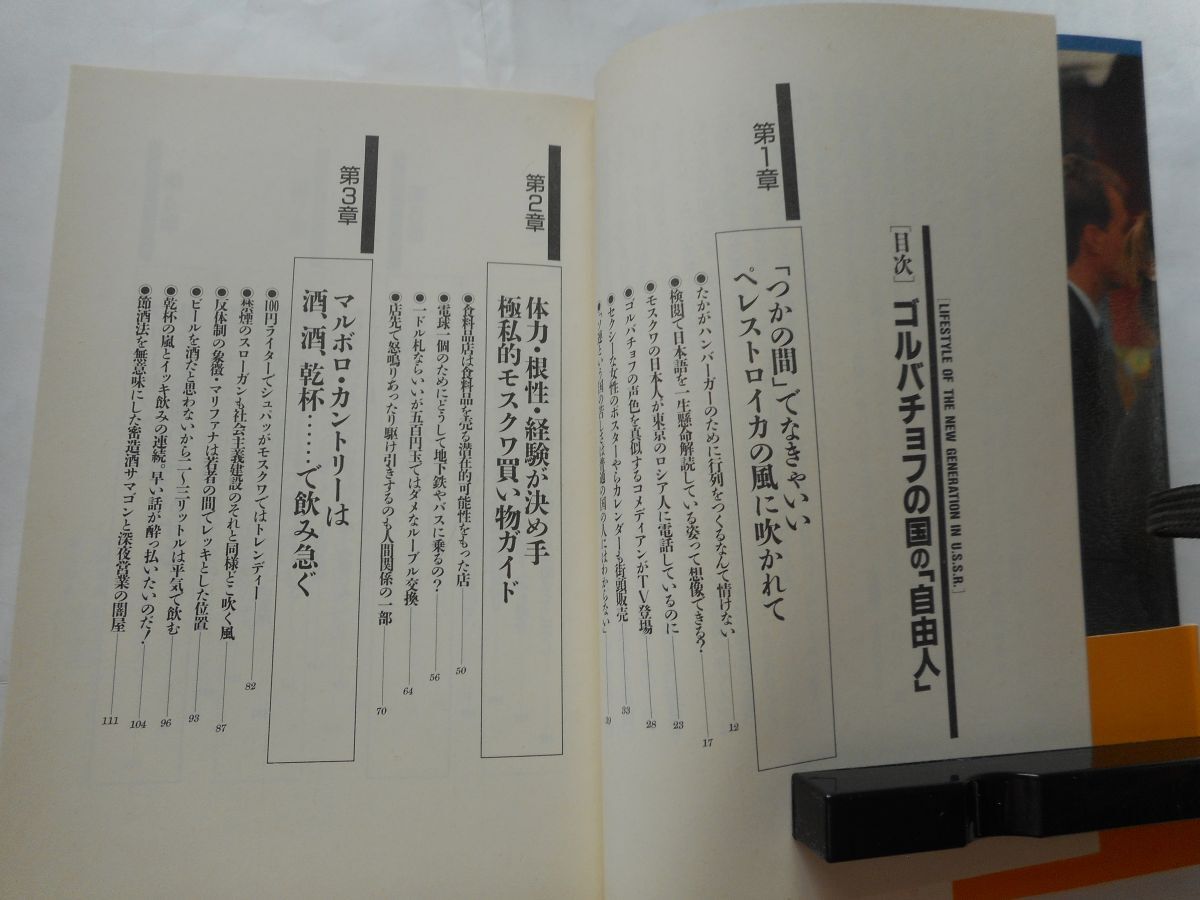 [LIFESTYLE OF THE NEW GENERATION IN U.S.S.R.]
[目次] ゴルバチョフの国の「自由人」
第1章
「つかの間」でなきゃいい
ペレストロイカの風に吹かれて
●たかがハンバーガーのために行列をつくるなんて情けない 12
●検閲で日本語を一生懸命解読している姿って想像できる? 17
●モスクワの日本人が東京のロシア人に電話しているのに 23
●ゴルバチョフの声色を真似するコメディアンがTV登場 28
●セクシーな女性のポスターやらカレンダーも街頭販売 33
という国の苦しさは普通の国の人にはわからない 39
第2章
体力・根性・経験が決め手
極私的モスクワ買い物ガイド
●食料品店は食料品を売る潜在的可能性をもった店 50
●電球一個のためにどうして地下鉄やバスに乗るの? 56
●一ドル札ならいいが五百円玉ではダメなルーブル交換 64
●店先で怒鳴りあったり駆け引きするのも人間関係の一部 70
第3章
マルボロ・カントリーは
酒、酒、乾杯……で飲み急ぐ
●100円ライターでシュパッがモスクワではトレンディー 82
●禁煙のスローガンも社会主義建設のそれと同様どこ吹く風 87
●反体制の象徴・マリファナは若者の間でレッキとした位置 93
●ビールを酒だと思わないから二〜三リットルは平気で飲む 96
●乾杯の嵐とイッキ飲みの連続。早い話が酔っ払いたいのだ! 104
●節酒法を無意味にした密造酒サマゴンと深夜営業の闇屋 111